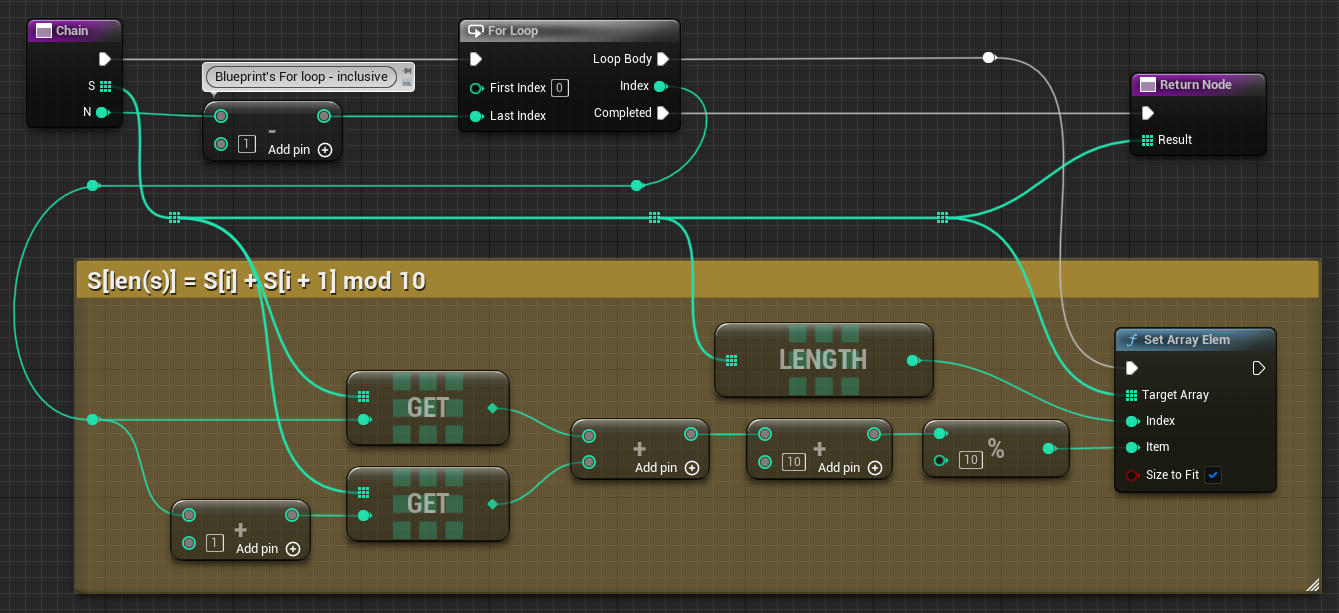 Chain
S
N
Blueprint's For loop - inclusive
-
1
Add pin
For Loop
First Index 0
Last Index
Loop Body
Index
Completed
Return Node
Result
S[len(s)] = S[i] + S[i + 1] mod 10
LENGTH
GET
GET
+
1
Add pin
+
Add pin
+
10
Add pin
%
10
f Set Array Elem
Target Array
Index
Item
Size to Fit